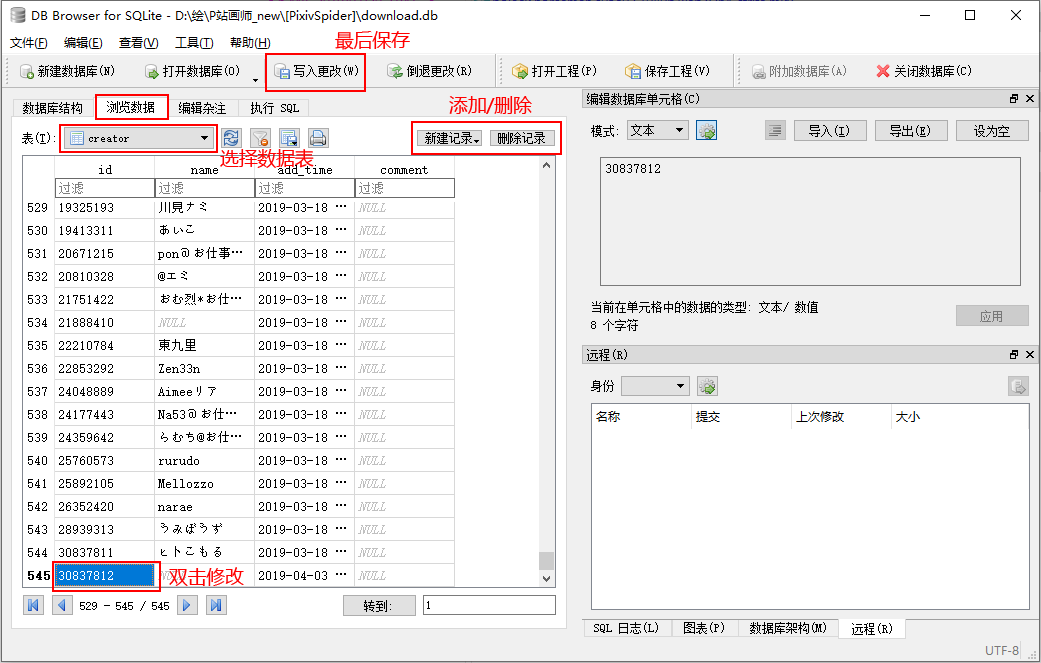 DB Browser for SQLite - D:\绘\P站画师_new\[PixivSpider]\download.db
文件(F) 编辑(E) 查看(V) 工具(T) 帮助(H)
最后保存
新建数据库(N) 打开数据库(O) 写入更改(W) 倒退更改(R) 打开工程(P) 保存工程(V) 附加数据库(A) 关闭数据库(C)
数据库结构 浏览数据 编辑杂注 执行 SQL
添加/删除
表(T): creator 新建记录 删除记录
选择数据表
id name add_time comment
过滤 过滤 过滤 过滤
529 19325193 川見ナミ 2019-03-18 ··· NULL
530 19413311 あいこ 2019-03-18 ··· NULL
531 20671215 pon@お仕事··· 2019-03-18 ··· NULL
532 20810328 @エミ 2019-03-18 ··· NULL
533 21751422 おむ烈*お仕··· 2019-03-18 ··· NULL
534 21888410 NULL 2019-03-18 ··· NULL
535 22210784 東九里 2019-03-18 ··· NULL
536 22853292 Zen33n 2019-03-18 ··· NULL
537 24048889 Aimeeリア 2019-03-18 ··· NULL
538 24177443 Na53@お仕··· 2019-03-18 ··· NULL
539 24359642 らむち@お仕··· 2019-03-18 ··· NULL
540 25760573 rurudo 2019-03-18 ··· NULL
541 25892105 Mellozzo 2019-03-18 ··· NULL
542 26352420 narae 2019-03-18 ··· NULL
543 28939313 うみぼうず 2019-03-18 ··· NULL
544 30837811 ヒトこもる 2019-03-18 ··· NULL
545 30837812 NULL 2019-04-03 ··· NULL
双击修改
529 - 545 / 545 转到: 1
编辑数据库单元格(C)
模式: 文本 导入(I) 导出(E) 设为空
30837812
当前在单元格中的数据的类型: 文本/ 数值
8 个字符
应用
远程(R)
身份
名称 提交 上次修改 大小
SQL 日志(L) 图表(P) 数据库架构(M) 远程(R)
UTF-8